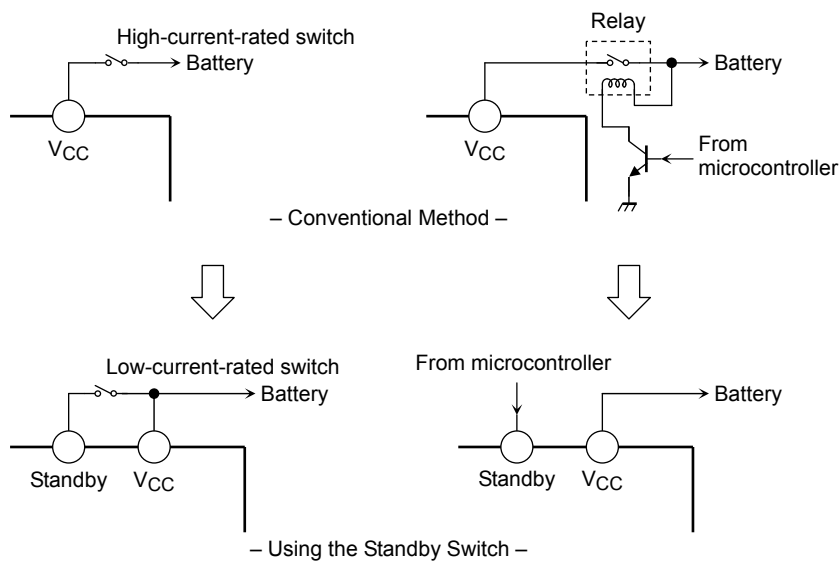 High-current-rated switch
Battery
VCC
Relay
Battery
VCC
From
microcontroller
– Conventional Method –
Low-current-rated switch
Battery
Standby
VCC
From microcontroller
Battery
Standby
VCC
– Using the Standby Switch –